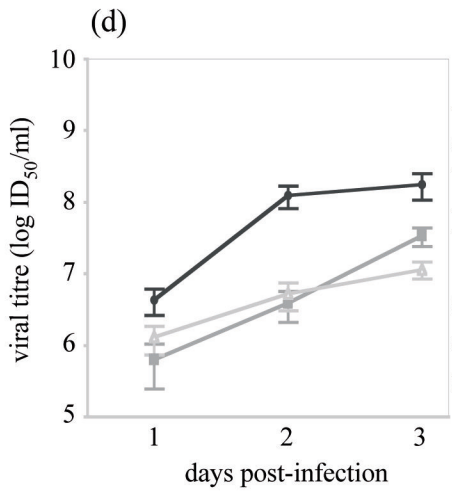 (d)
10
9
8
7
6
5
viral titre (log ID50/ml)
1 2 3
days post-infection